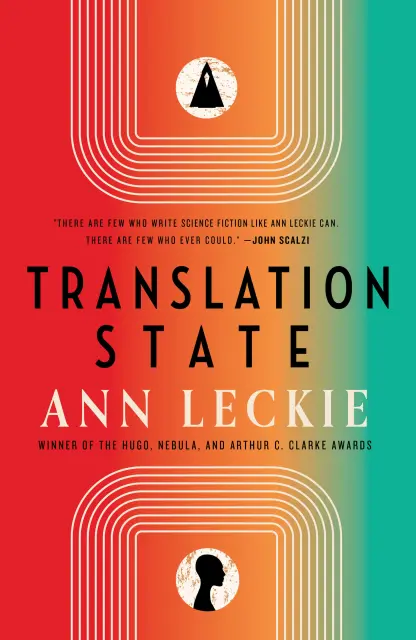 "THERE ARE FEW WHO WRITE SCIENCE FICTION LIKE ANN LECKIE CAN.
THERE ARE FEW WHO EVER COULD." —JOHN SCALZI
TRANSLATION
STATE
ANN LECKIE
WINNER OF THE HUGO, NEBULA, AND ARTHUR C. CLARKE AWARDS